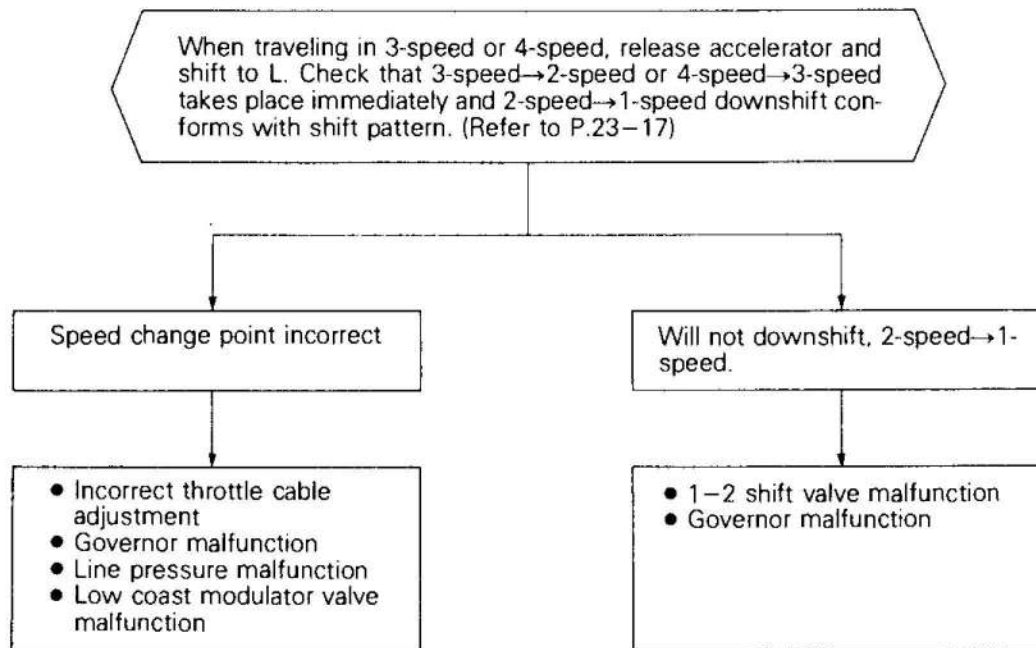 When traveling in 3-speed or 4-speed, release accelerator and
shift to L. Check that 3-speed→2-speed or 4-speed→3-speed
takes place immediately and 2-speed→1-speed downshift con-
forms with shift pattern. (Refer to P.23−17)
Speed change point incorrect
Will not downshift, 2-speed→1-
speed.
● Incorrect throttle cable
adjustment
● Governor malfunction
● Line pressure malfunction
● Low coast modulator valve
malfunction
● 1−2 shift valve malfunction
● Governor malfunction